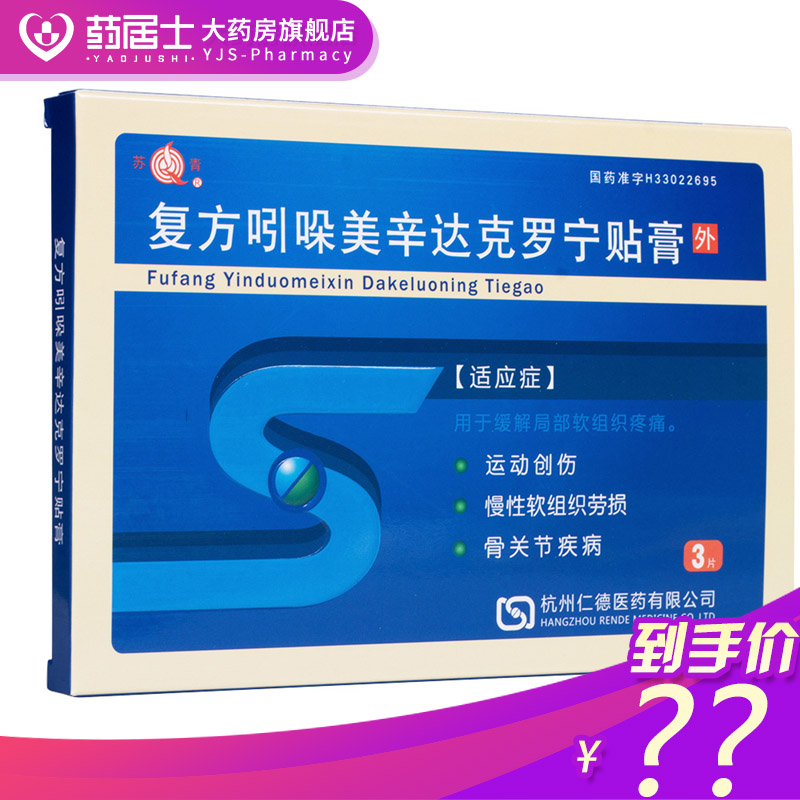 药居士
YAOJUSHI
大药房旗舰店
YJS-Pharmacy
苏青
R
国药准字H33022695
复方吲哚美辛达克罗宁贴膏
外
Fufang Yinduomeixin Dakeluoning Tiegao
【适应症】
用于缓解局部软组织疼痛。
运动创伤
慢性软组织劳损
骨关节疾病
3片
杭州仁德医药有限公司
HANGZHOU RENDE MEDICINE CO.,LTD
复方吲哚美辛达克罗宁贴膏
到手价
¥??